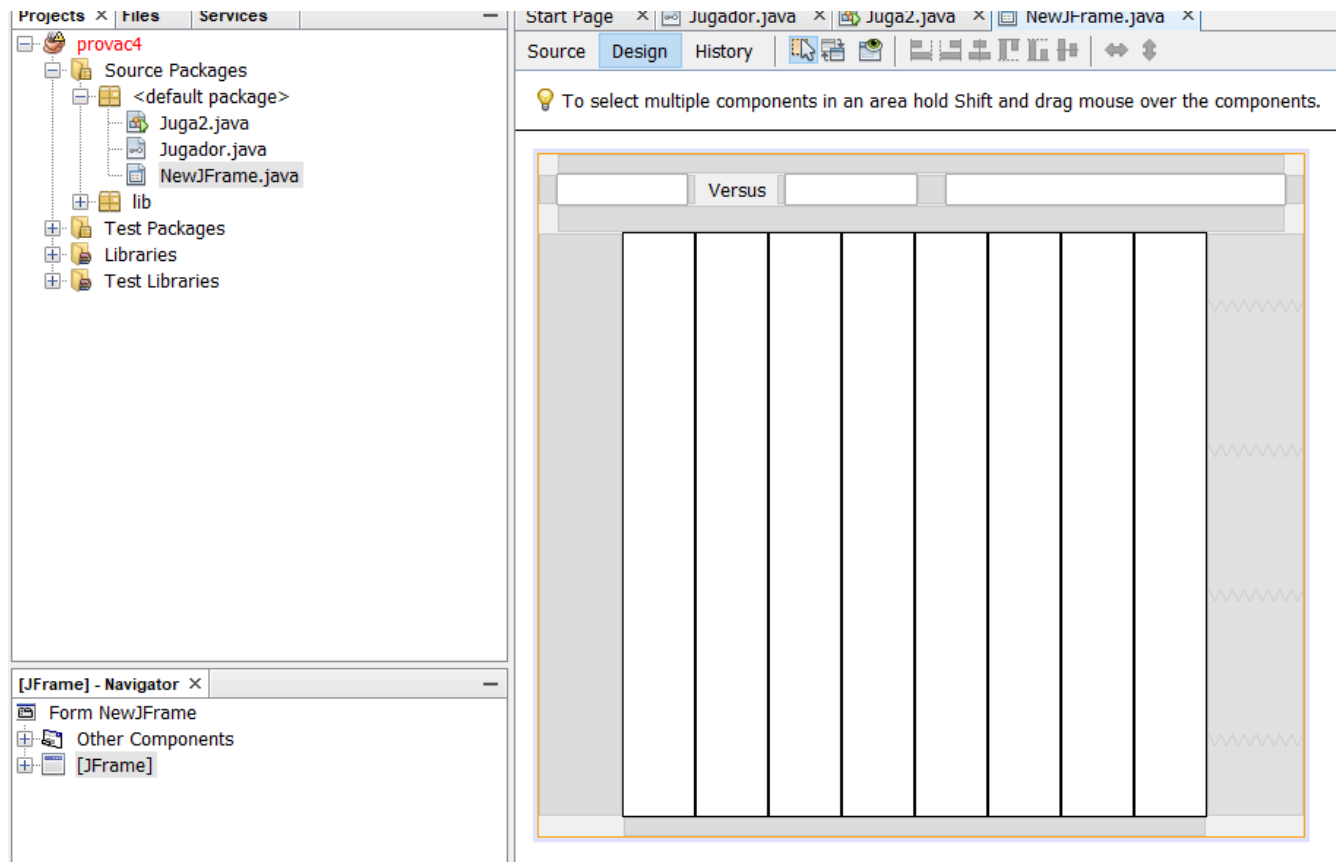 Projects × Files Services
provac4
Source Packages
<default package>
Juga2.java
Jugador.java
NewJFrame.java
lib
Test Packages
Libraries
Test Libraries
[JFrame] - Navigator ×
Form NewJFrame
Other Components
[JFrame]
Start Page × Jugador.java × Juga2.java × NewJFrame.java ×
Source Design History
To select multiple components in an area hold Shift and drag mouse over the components.
Versus